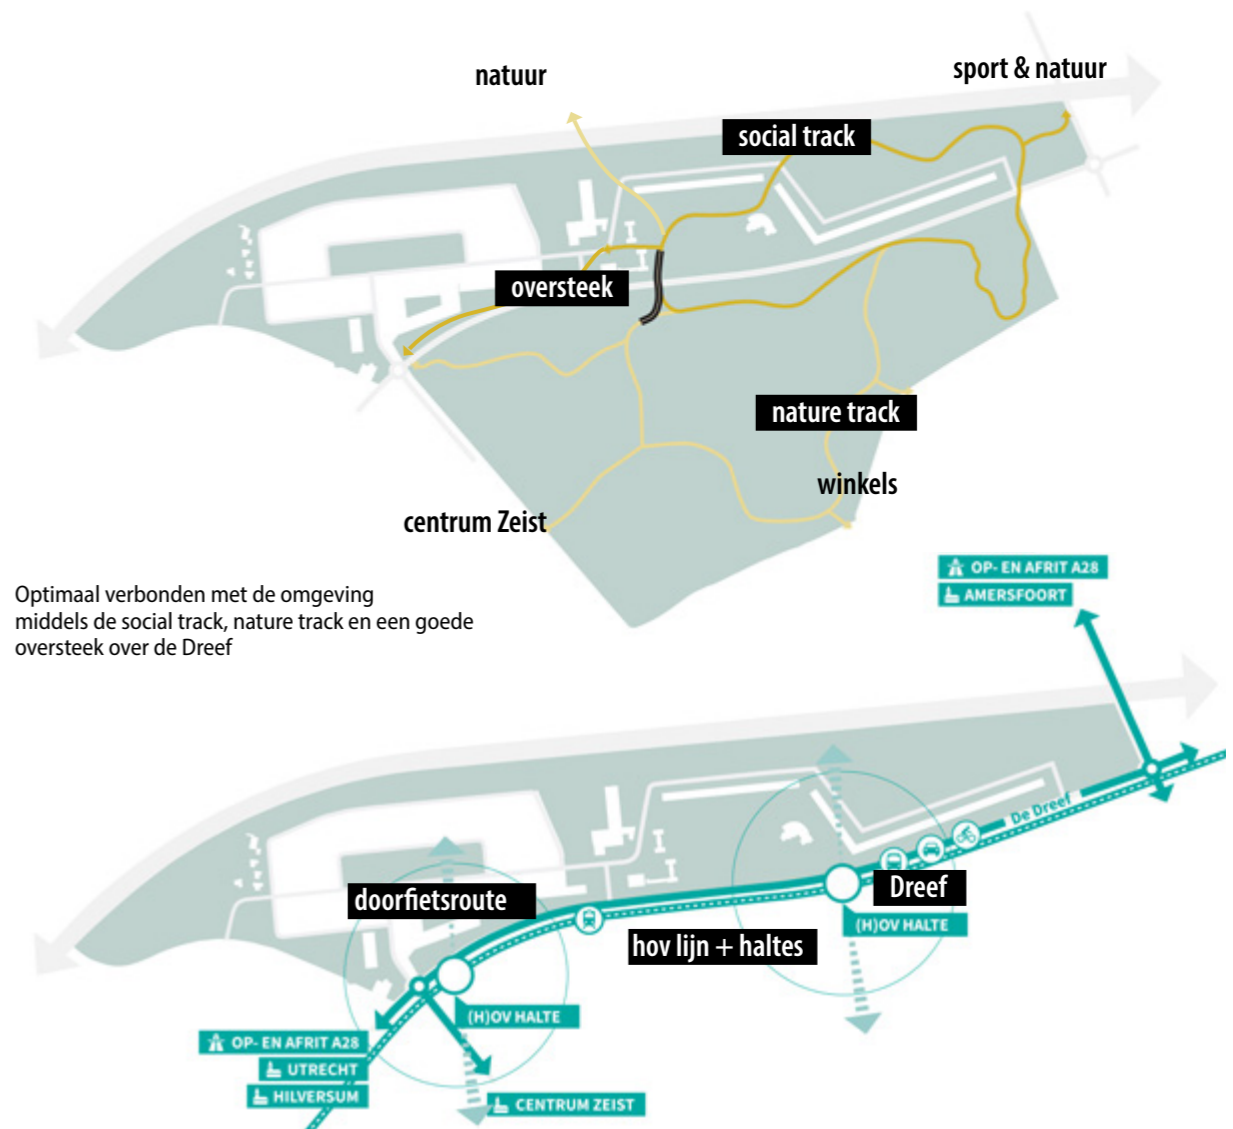 natuur
sport & natuur
social track
oversteek
nature track
winkels
centrum Zeist
Optimaal verbonden met de omgeving
middels de social track, nature track en een goede
oversteek over de Dreef
OP- EN AFRIT A28
AMERSFOORT
De Dreef
doorfietsroute
Dreef
(H)OV HALTE
hov lijn + haltes
(H)OV HALTE
OP- EN AFRIT A28
UTRECHT
HILVERSUM
CENTRUM ZEIST